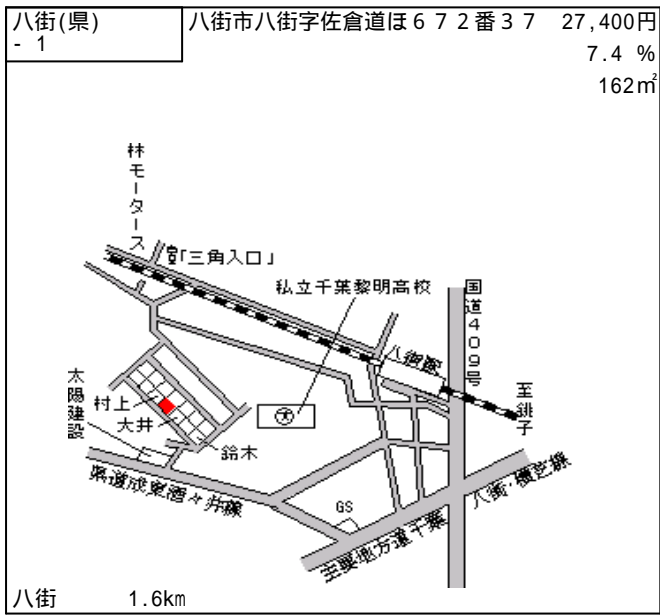 八街(県)
- 1
八街市八街字佐倉道ほ６７２番３７ 27,400円
7.4 %
162㎡
林モータース
「三角入口」
私立千葉黎明高校
国道409号
八街駅
至銚子
太陽建設
村上
大井
鈴木
県道成東酒々井線
GS
主要地方道千葉
八街・横芝線
八街 1.6km